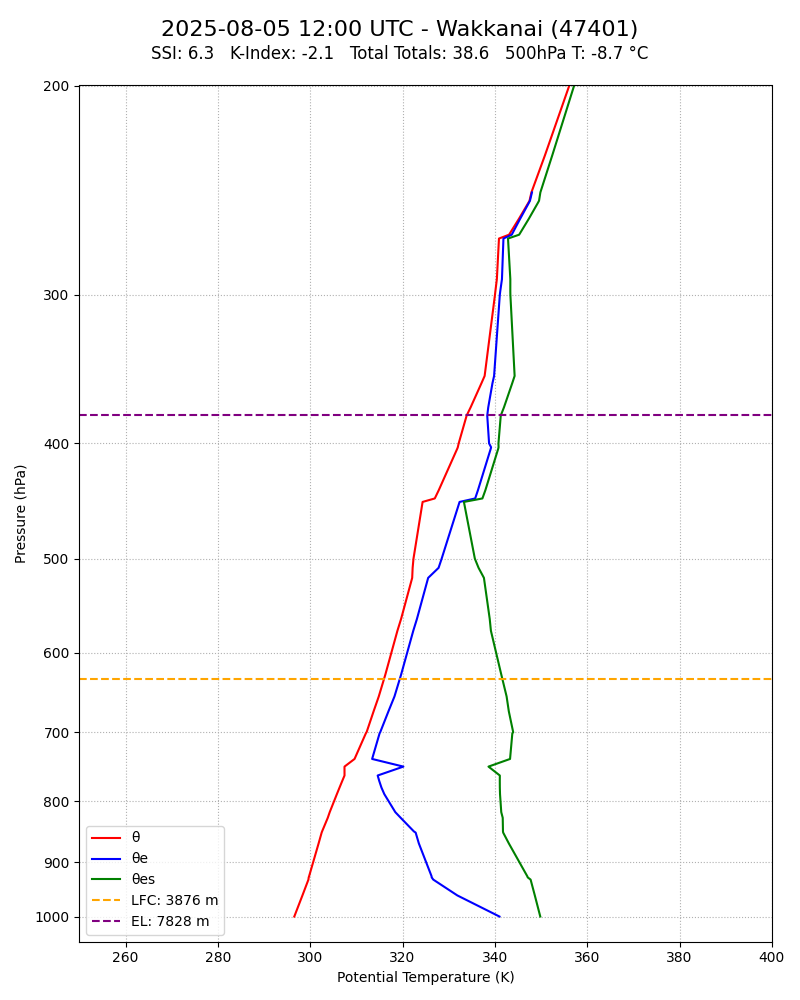 2025-08-05 12:00 UTC - Wakkanai (47401)
SSI: 6.3   K-Index: -2.1   Total Totals: 38.6   500hPa T: -8.7 °C
200
300
400
500
600
700
800
900
1000
Pressure (hPa)
θ
θe
θes
LFC: 3876 m
EL: 7828 m
260 280 300 320 340 360 380 400
Potential Temperature (K)